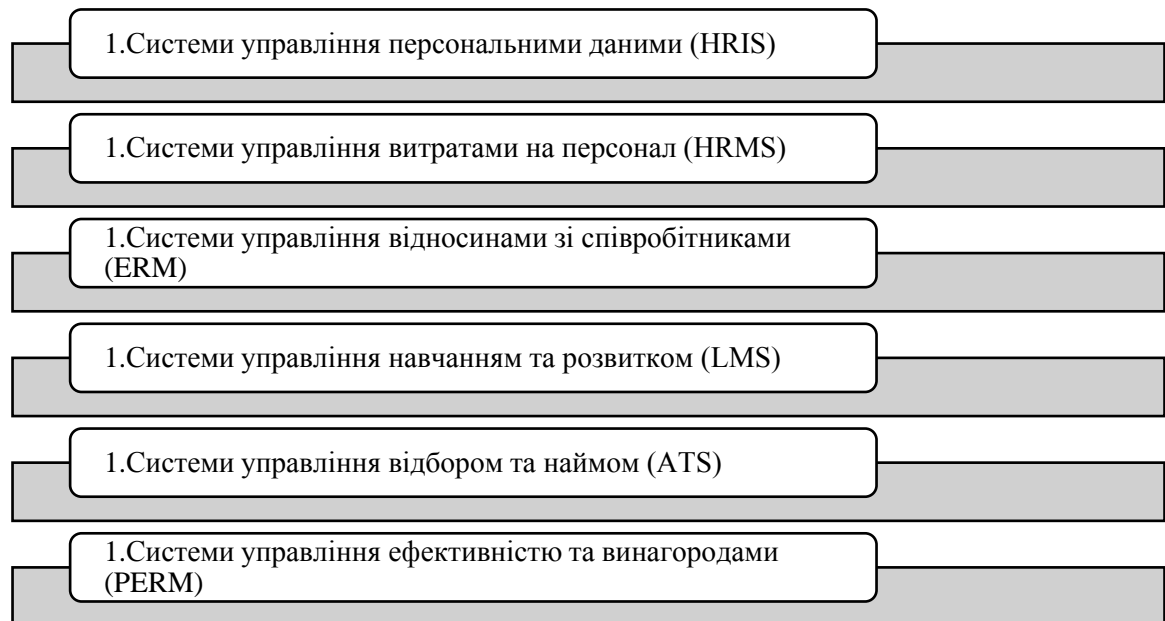 1.Системи управління персональними даними (HRIS)
1.Системи управління витратами на персонал (HRMS)
1.Системи управління відносинами зі співробітниками
(ERM)
1.Системи управління навчанням та розвитком (LMS)
1.Системи управління відбором та наймом (ATS)
1.Системи управління ефективністю та винагородами
(PERM)